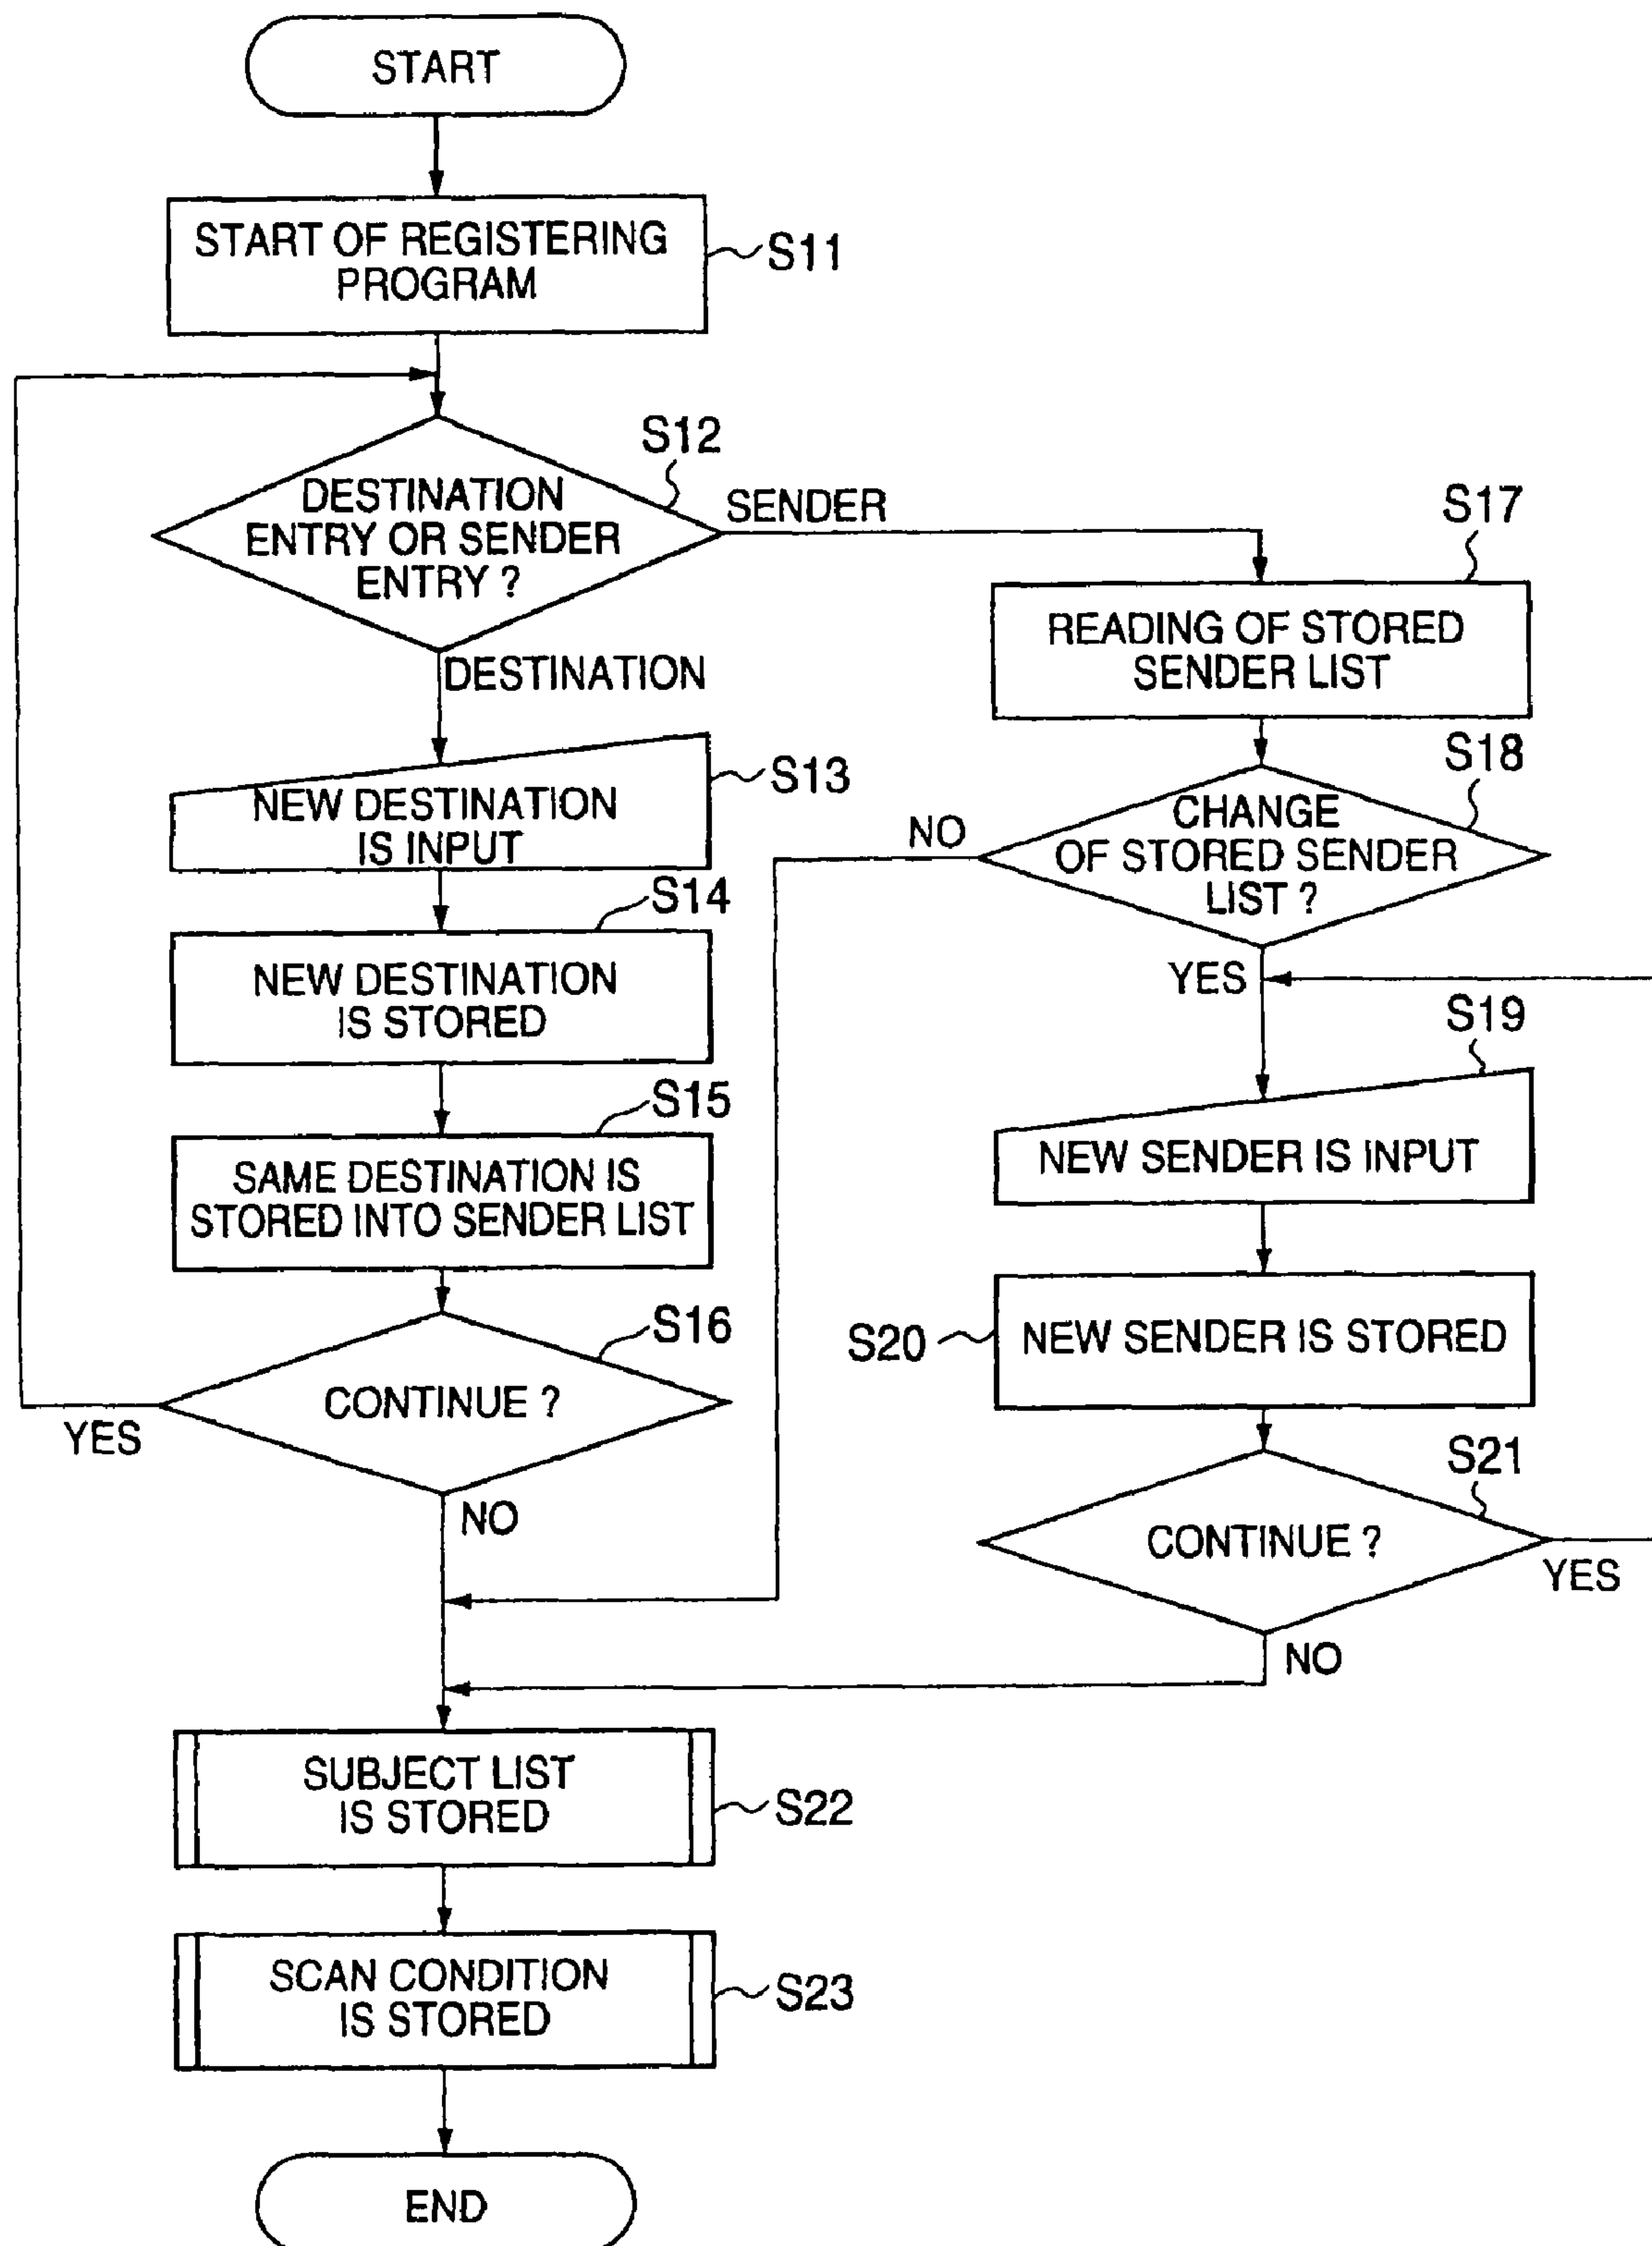 START
START OF REGISTERING
PROGRAM
S11
S12
DESTINATION
ENTRY OR SENDER
ENTRY ?
SENDER
DESTINATION
S13
NEW DESTINATION
IS INPUT
S14
NEW DESTINATION
IS STORED
S15
SAME DESTINATION IS
STORED INTO SENDER LIST
S16
CONTINUE ?
YES
NO
S17
READING OF STORED
SENDER LIST
S18
CHANGE
OF STORED SENDER
LIST ?
NO
YES
S19
NEW SENDER IS INPUT
S20
NEW SENDER IS STORED
S21
CONTINUE ?
YES
NO
SUBJECT LIST
IS STORED
S22
SCAN CONDITION
IS STORED
S23
END